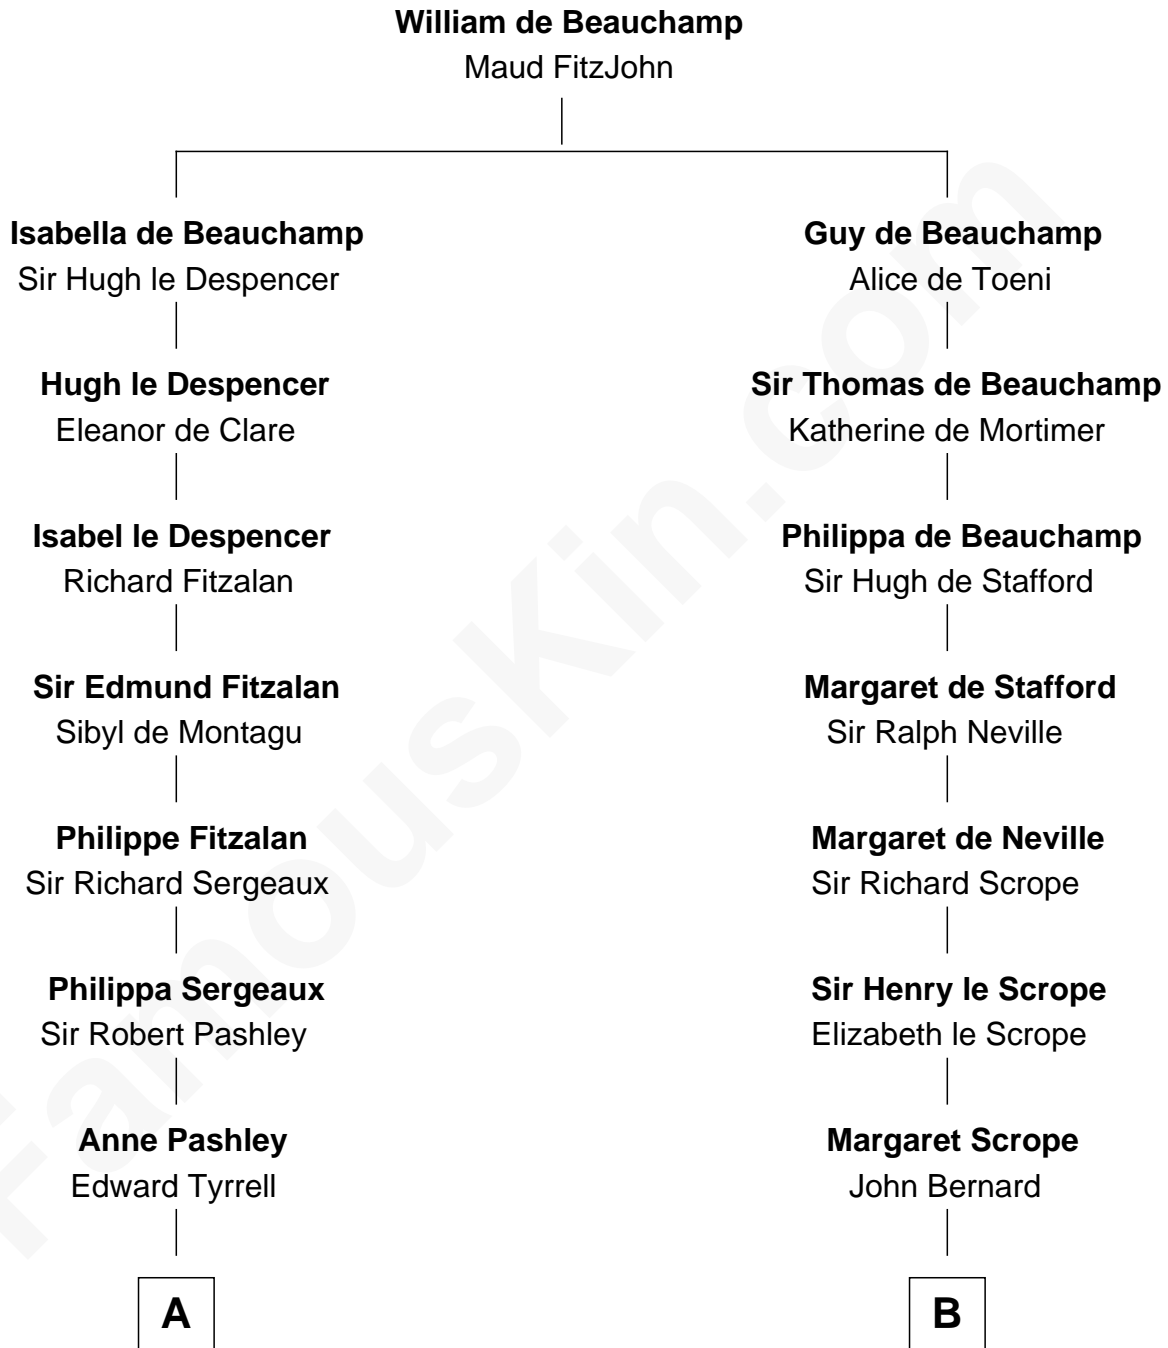 William de Beauchamp
Maud FitzJohn
Isabella de Beauchamp
Sir Hugh le Despencer
Guy de Beauchamp
Alice de Toeni
Hugh le Despencer
Eleanor de Clare
Sir Thomas de Beauchamp
Katherine de Mortimer
Isabel le Despencer
Richard Fitzalan
Philippa de Beauchamp
Sir Hugh de Stafford
Sir Edmund Fitzalan
Sibyl de Montagu
Margaret de Stafford
Sir Ralph Neville
Philippe Fitzalan
Sir Richard Sergeaux
Margaret de Neville
Sir Richard Scrope
Philippa Sergeaux
Sir Robert Pashley
Sir Henry le Scrope
Elizabeth le Scrope
Anne Pashley
Edward Tyrrell
Margaret Scrope
John Bernard
A
B
FamousKin.com